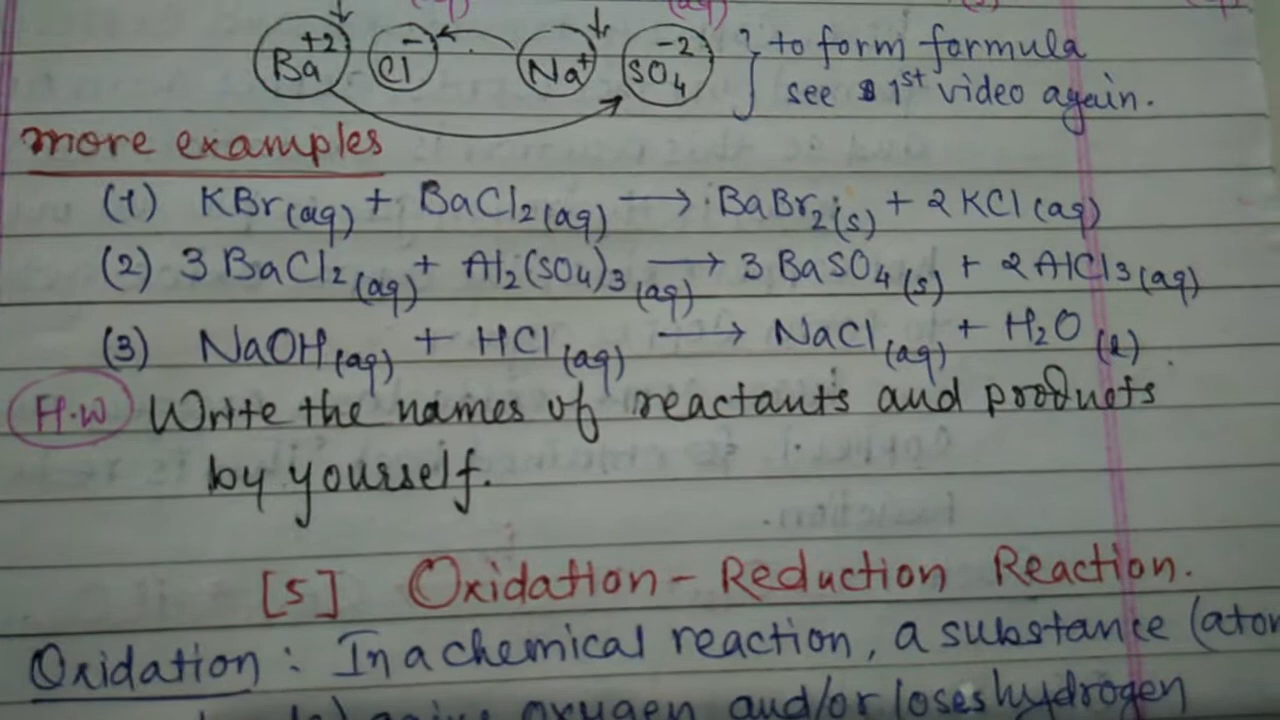 (aq) (aq) (s)
Ba+2 Cl- Na+ SO4-2 } to form formula
see 1st video again.
more examples
(1) KBr(aq) + BaCl2(aq) → BaBr2(s) + 2KCl(aq)
(2) 3BaCl2(aq) + Al2(SO4)3(aq) → 3BaSO4(s) + 2AlCl3(aq)
(3) NaOH(aq) + HCl(aq) → NaCl(aq) + H2O(l)
H.W Write the names of reactants and products
by yourself.
[5] Oxidation-Reduction Reaction.
Oxidation: In a chemical reaction, a substance (atom
oxygen and/or loses hydrogen